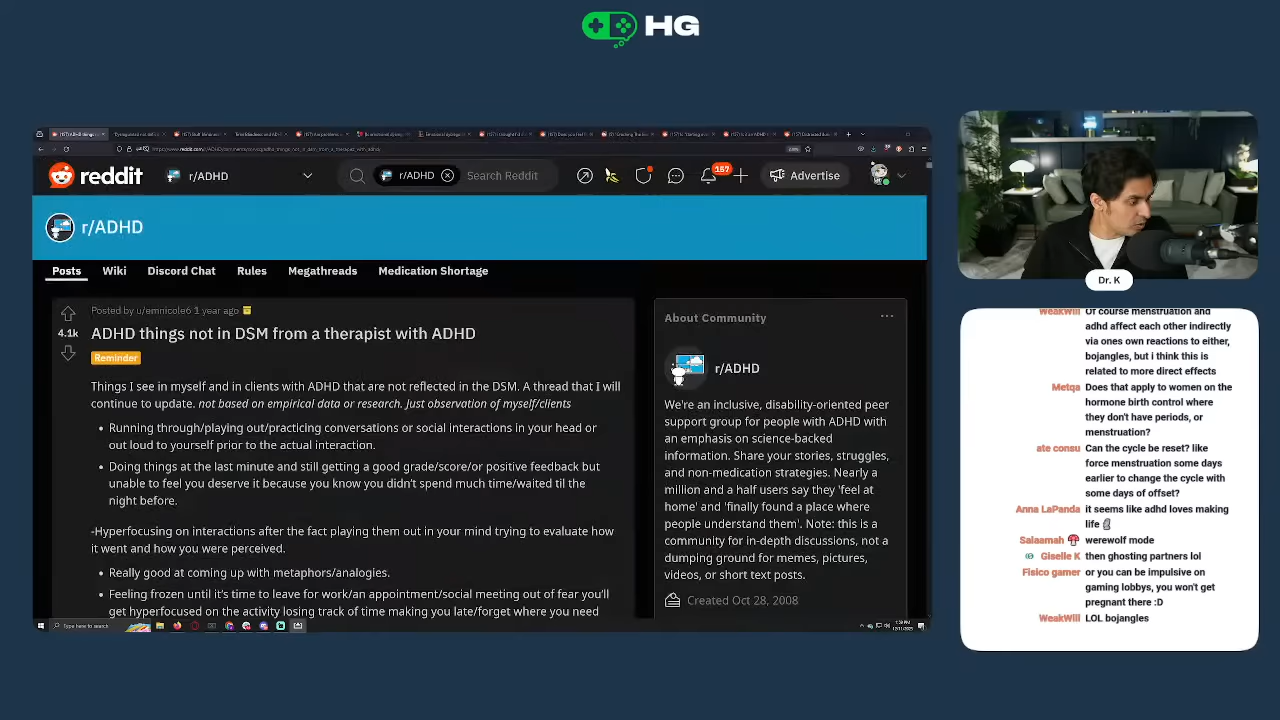 HG
reddit
r/ADHD
r/ADHD
Search Reddit
157
Advertise
r/ADHD
Posts
Wiki
Discord Chat
Rules
Megathreads
Medication Shortage
4.1k
Posted by u/emnicole6 1 year ago
ADHD things not in DSM from a therapist with ADHD
Reminder
Things I see in myself and in clients with ADHD that are not reflected in the DSM. A thread that I will
continue to update. not based on empirical data or research. Just observation of myself/clients
• Running through/playing out/practicing conversations or social interactions in your head or
out loud to yourself prior to the actual interaction.
• Doing things at the last minute and still getting a good grade/score/or postive feedback but
unable to feel you deserve it because you know you didn't spend much time/waited til the
night before.
-Hyperfocusing on interactions after the fact playing them out in your mind trying to evaluate how
it went and how you were perceived.
• Really good at coming up with metaphors/analogies.
• Feeling frozen until it's time to leave for work/an appointment/social meeting out of fear you'll
get hyperfocused on the activity losing track of time making you late/forget where you need
About Community
r/ADHD
We're an inclusive, disability-oriented peer
support group for people with ADHD with
an emphasis on science-backed
information. Share your stories, struggles,
and non-medication strategies. Nearly a
million and a half users say they 'feel at
home' and 'finally found a place where
people understand them'. Note: this is a
community for in-depth discussions, not a
dumping ground for memes, pictures,
videos, or short text posts.
Created Oct 28, 2008
Type here to search
Dr. K
WeakWill Of course menstruation and
adhd affect each other indirectly
via ones own reactions to either,
bojangles, but i think this is
related to more direct effects
Metqa Does that apply to women on the
hormone birth control where
they don't have periods, or
menstruation?
ate consu Can the cycle be reset? like
force menstruation some days
earlier to change the cycle with
some days of offset?
Anna LaPanda it seems like adhd loves making
life
Salaamah werewolf mode
Giselle K then ghosting partners lol
Fisico gamer or you can be impulsive on
gaming lobbys, you won't get
pregnant there :D
WeakWill LOL bojangles